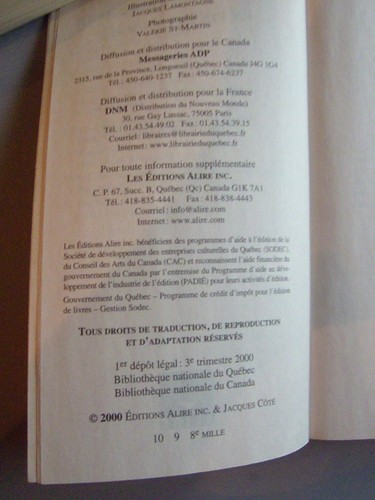 Illustration
JACQUES LAMONTAGNE
Photographie
VALÉRIE ST-MARTIN
Diffusion et distribution pour le Canada
Messageries ADP
2315, rue de la Province, Longueuil (Québec) Canada J4G 1G4
Tél. : 450-640-1237 Fax : 450-674-6237
Diffusion et distribution pour la France
DNM (Distribution du Nouveau Monde)
30, rue Gay Lussac, 75005 Paris
Tél. : 01.43.54.49.02 Fax : 01.43.54.39.15
Courriel : libraires@librairieduquebec.fr
Internet : www.librairieduquebec.fr
Pour toute information supplémentaire
LES ÉDITIONS ALIRE INC.
C. P. 67, Succ. B, Québec (Qc) Canada G1K 7A1
Tél. : 418-835-4441 Fax : 418-838-4443
Courriel : info@alire.com
Internet : www.alire.com
Les Éditions Alire inc. bénéficient des programmes d'aide à l'édition de la
Société de développement des entreprises culturelles du Québec (SODEC),
du Conseil des Arts du Canada (CAC) et reconnaissent l'aide financière du
gouvernement du Canada par l'entremise du Programme d'aide au déve-
loppement de l'industrie de l'édition (PADIÉ) pour leurs activités d'édition.
Gouvernement du Québec – Programme de crédit d'impôt pour l'édition
de livres – Gestion Sodec.
TOUS DROITS DE TRADUCTION, DE REPRODUCTION
ET D'ADAPTATION RÉSERVÉS
1er dépôt légal : 3e trimestre 2000
Bibliothèque nationale du Québec
Bibliothèque nationale du Canada
© 2000 ÉDITIONS ALIRE INC. & JACQUES CÔTÉ
10 9 8e MILLE